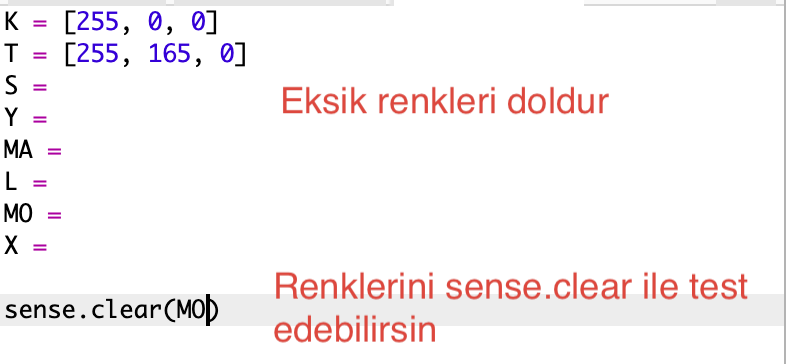 K = [255, 0, 0]
T = [255, 165, 0]
S =
Y =
MA =
L =
MO =
X =
Eksik renkleri doldur
sense.clear(MO)
Renklerini sense.clear ile test
edebilirsin